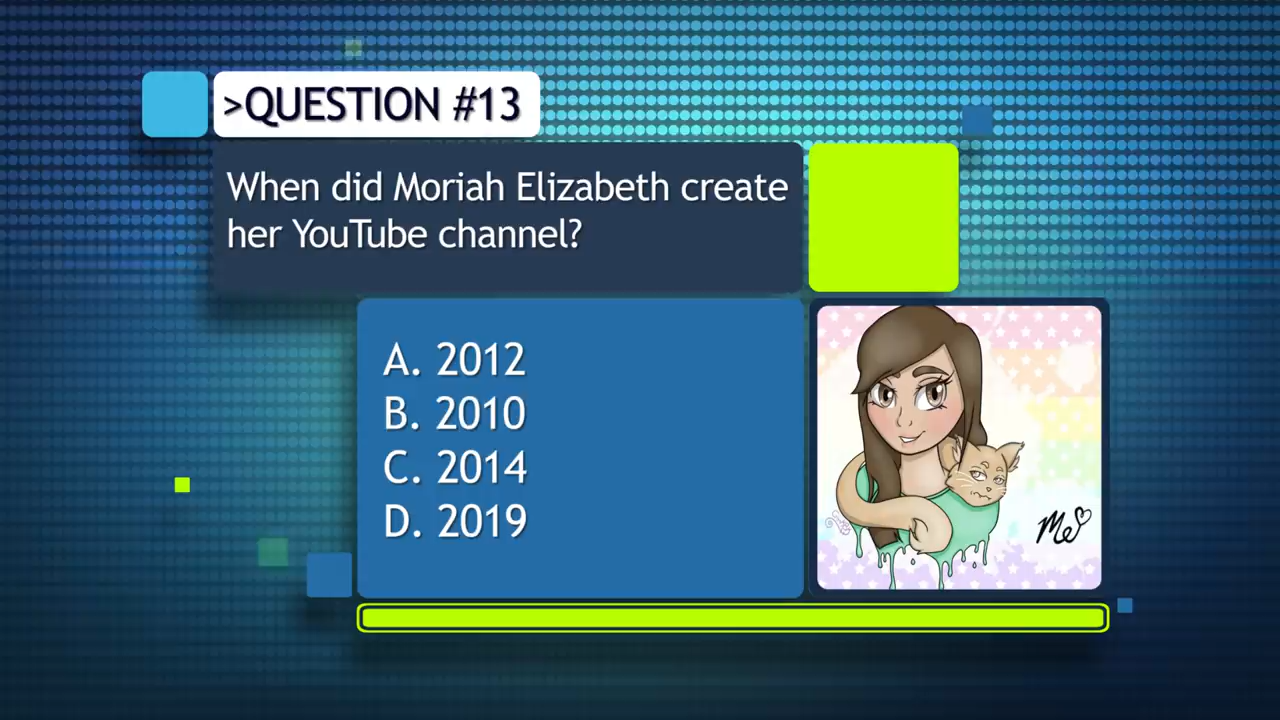 >QUESTION #13
When did Moriah Elizabeth create
her YouTube channel?
A. 2012
B. 2010
C. 2014
D. 2019